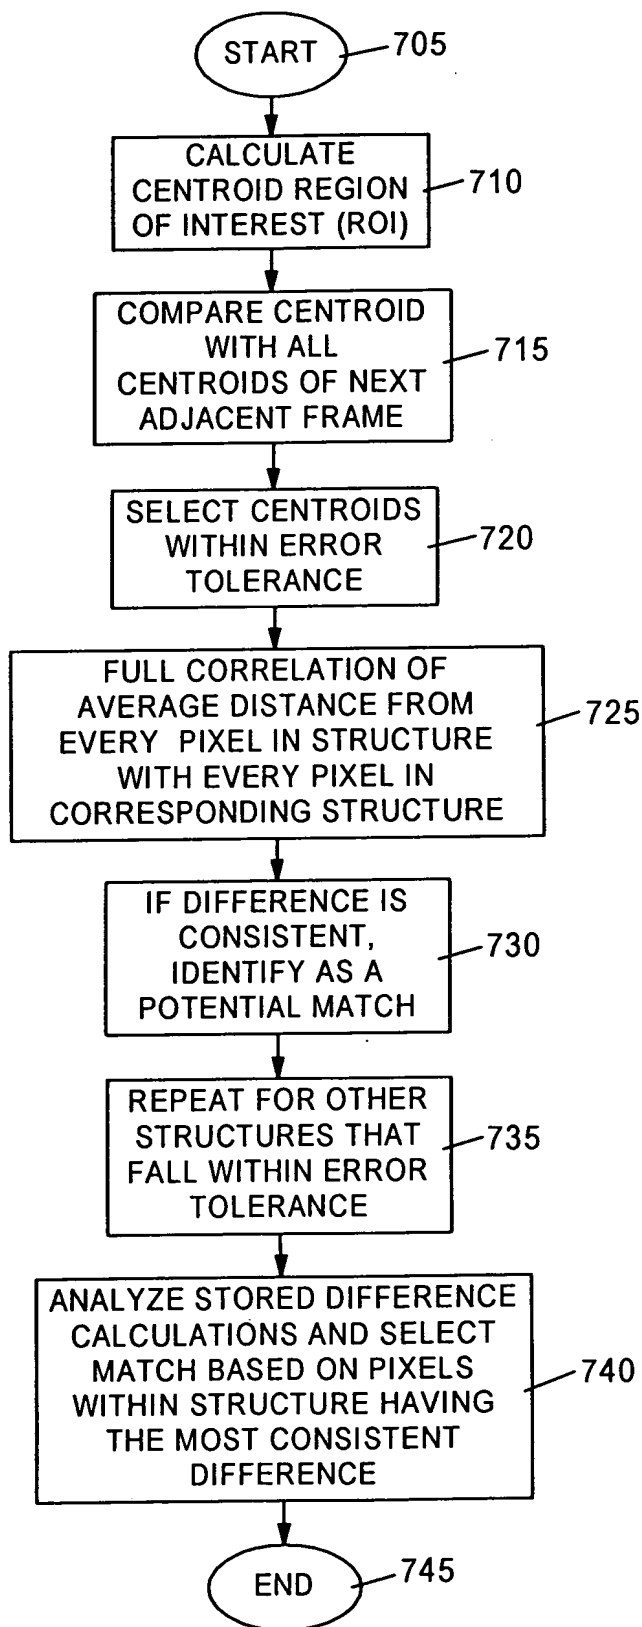 START
705
CALCULATE
CENTROID REGION
OF INTEREST (ROI)
710
COMPARE CENTROID
WITH ALL
CENTROIDS OF NEXT
ADJACENT FRAME
715
SELECT CENTROIDS
WITHIN ERROR
TOLERANCE
720
FULL CORRELATION OF
AVERAGE DISTANCE FROM
EVERY PIXEL IN STRUCTURE
WITH EVERY PIXEL IN
CORRESPONDING STRUCTURE
725
IF DIFFERENCE IS
CONSISTENT,
IDENTIFY AS A
POTENTIAL MATCH
730
REPEAT FOR OTHER
STRUCTURES THAT
FALL WITHIN ERROR
TOLERANCE
735
ANALYZE STORED DIFFERENCE
CALCULATIONS AND SELECT
MATCH BASED ON PIXELS
WITHIN STRUCTURE HAVING
THE MOST CONSISTENT
DIFFERENCE
740
END
745